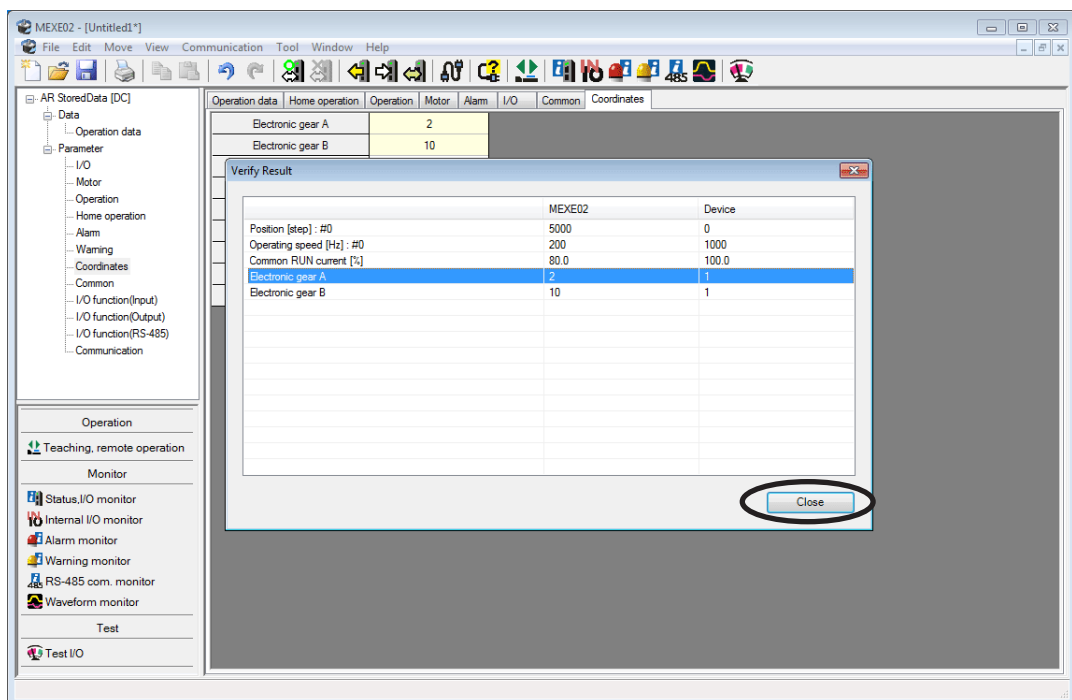 MEXE02 - [Untitled1*]
File Edit Move View Communication Tool Window Help
AR StoredData [DC]
Data
Operation data
Parameter
I/O
Motor
Operation
Home operation
Alarm
Warning
Coordinates
Common
I/O function(Input)
I/O function(Output)
I/O function(RS-485)
Communication
Operation
Teaching, remote operation
Monitor
Status,I/O monitor
Internal I/O monitor
Alarm monitor
Warning monitor
RS-485 com. monitor
Waveform monitor
Test
Test I/O
Operation data Home operation Operation Motor Alarm I/O Common Coordinates
Electronic gear A 2
Electronic gear B 10
Verify Result
MEXE02 Device
Position [step] : #0 5000 0
Operating speed [Hz] : #0 200 1000
Common RUN current [%] 80.0 100.0
Electronic gear A 2 1
Electronic gear B 10 1
Close